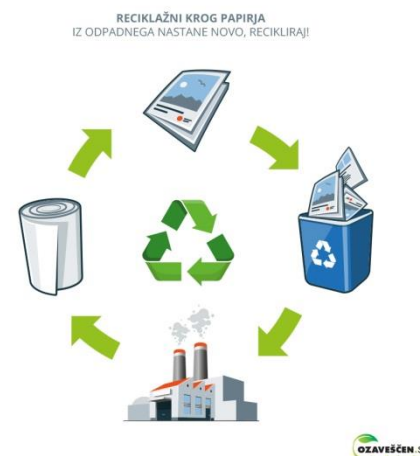 RECIKLAŽNI KROG PAPIRJA
IZ ODPADNEGA NASTANE NOVO, RECIKLIRAJ!
OZAVEŠČEN.S